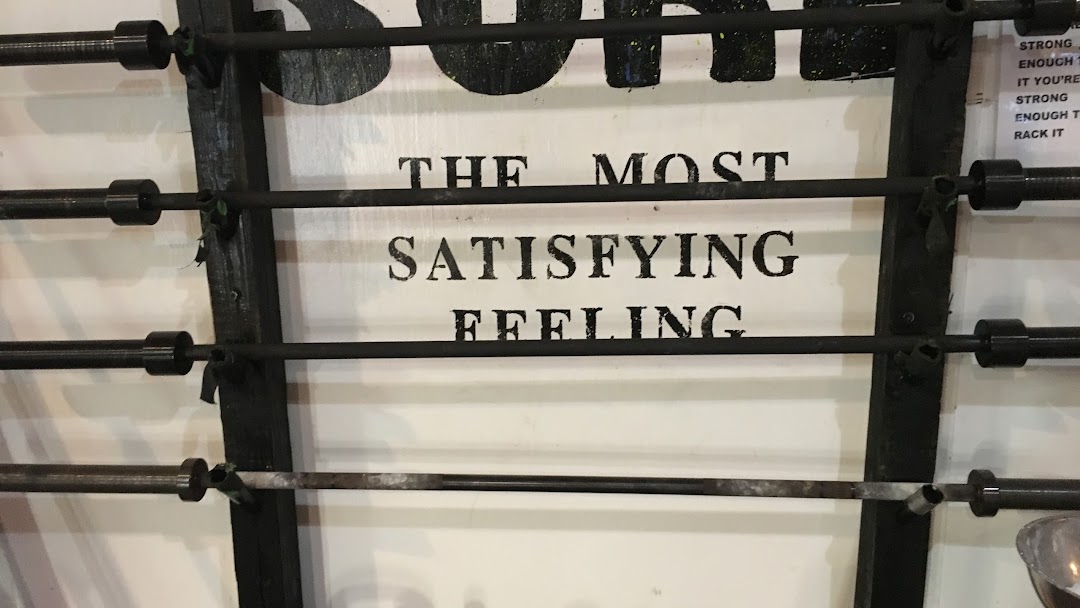 THE MOST
SATISFYING
FEELING
STRONG
ENOUGH
IT YOU'RE
STRONG
ENOUGH
RACK IT